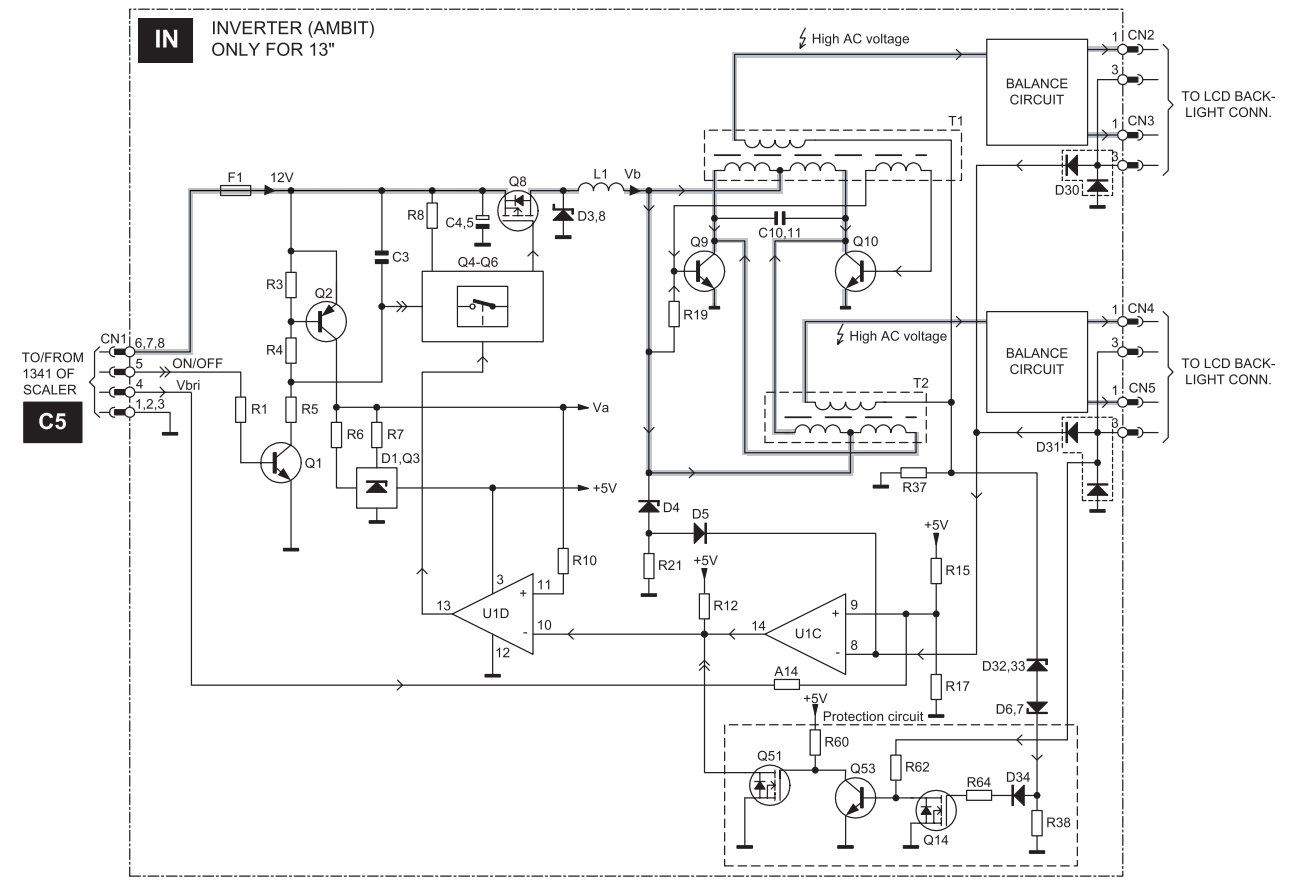 IN
INVERTER (AMBIT)
ONLY FOR 13"
High AC voltage
BALANCE
CIRCUIT
1
CN2
3
TO LCD BACK-
LIGHT CONN.
1
CN3
3
D30
T1
F1
12V
R8
C4,5
Q8
L1
Vb
D3,8
C10,11
Q9
Q10
C3
Q4-Q6
R3
Q2
R4
R19
High AC voltage
BALANCE
CIRCUIT
1
CN4
3
TO LCD BACK-
LIGHT CONN.
1
CN5
3
D31
T2
CN1
6,7,8
TO/FROM
1341 OF
SCALER
5
ON/OFF
4
Vbri
1,2,3
C5
R1
R5
Q1
R6
R7
Va
D1,Q3
+5V
R37
D4
D5
R21
+5V
R12
+5V
R15
R10
3
11
+
13
U1D
-
10
12
14
U1C
9
+
-
8
A14
R17
D32,33
D6,7
+5V
Protection circuit
R60
Q51
Q53
R62
R64
D34
Q14
R38